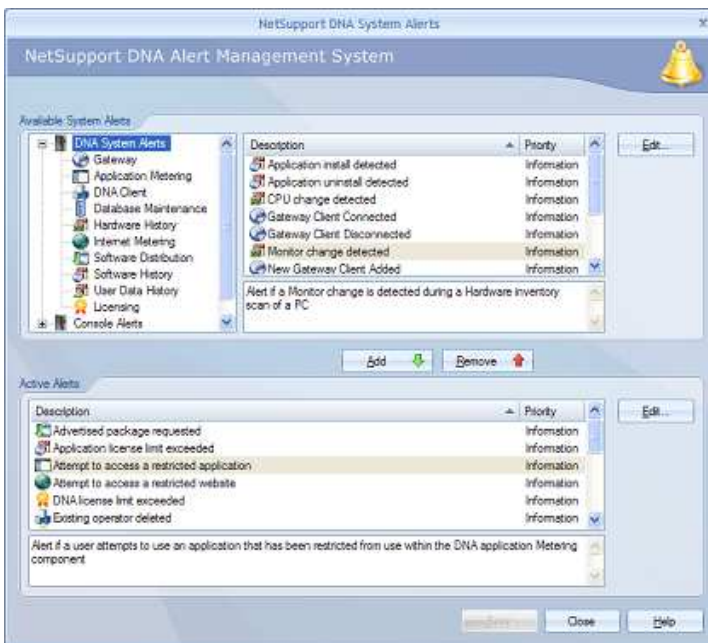 NetSupport DNA System Alerts
NetSupport DNA Alert Management System
Available System Alerts
DNA System Alerts
Gateway
Application Metering
DNA Client
Database Maintenance
Hardware History
Internet Metering
Software Distribution
Software History
User Data History
Licensing
Console Alerts
Description Priority
Application install detected Information
Application uninstall detected Information
CPU change detected Information
Gateway Client Connected Information
Gateway Client Disconnected Information
Monitor change detected Information
New Gateway Client Added Information
Alert if a Monitor change is detected during a Hardware inventory
scan of a PC
Edit...
Add Remove
Active Alerts
Description Priority
Advertised package requested Information
Application license limit exceeded Information
Attempt to access a restricted application Information
Attempt to access a restricted website Information
DNA license limit exceeded Information
Existing operator deleted Information
Alert if a user attempts to use an application that has been restricted from use within the DNA application Metering
component
Edit...
Close Help